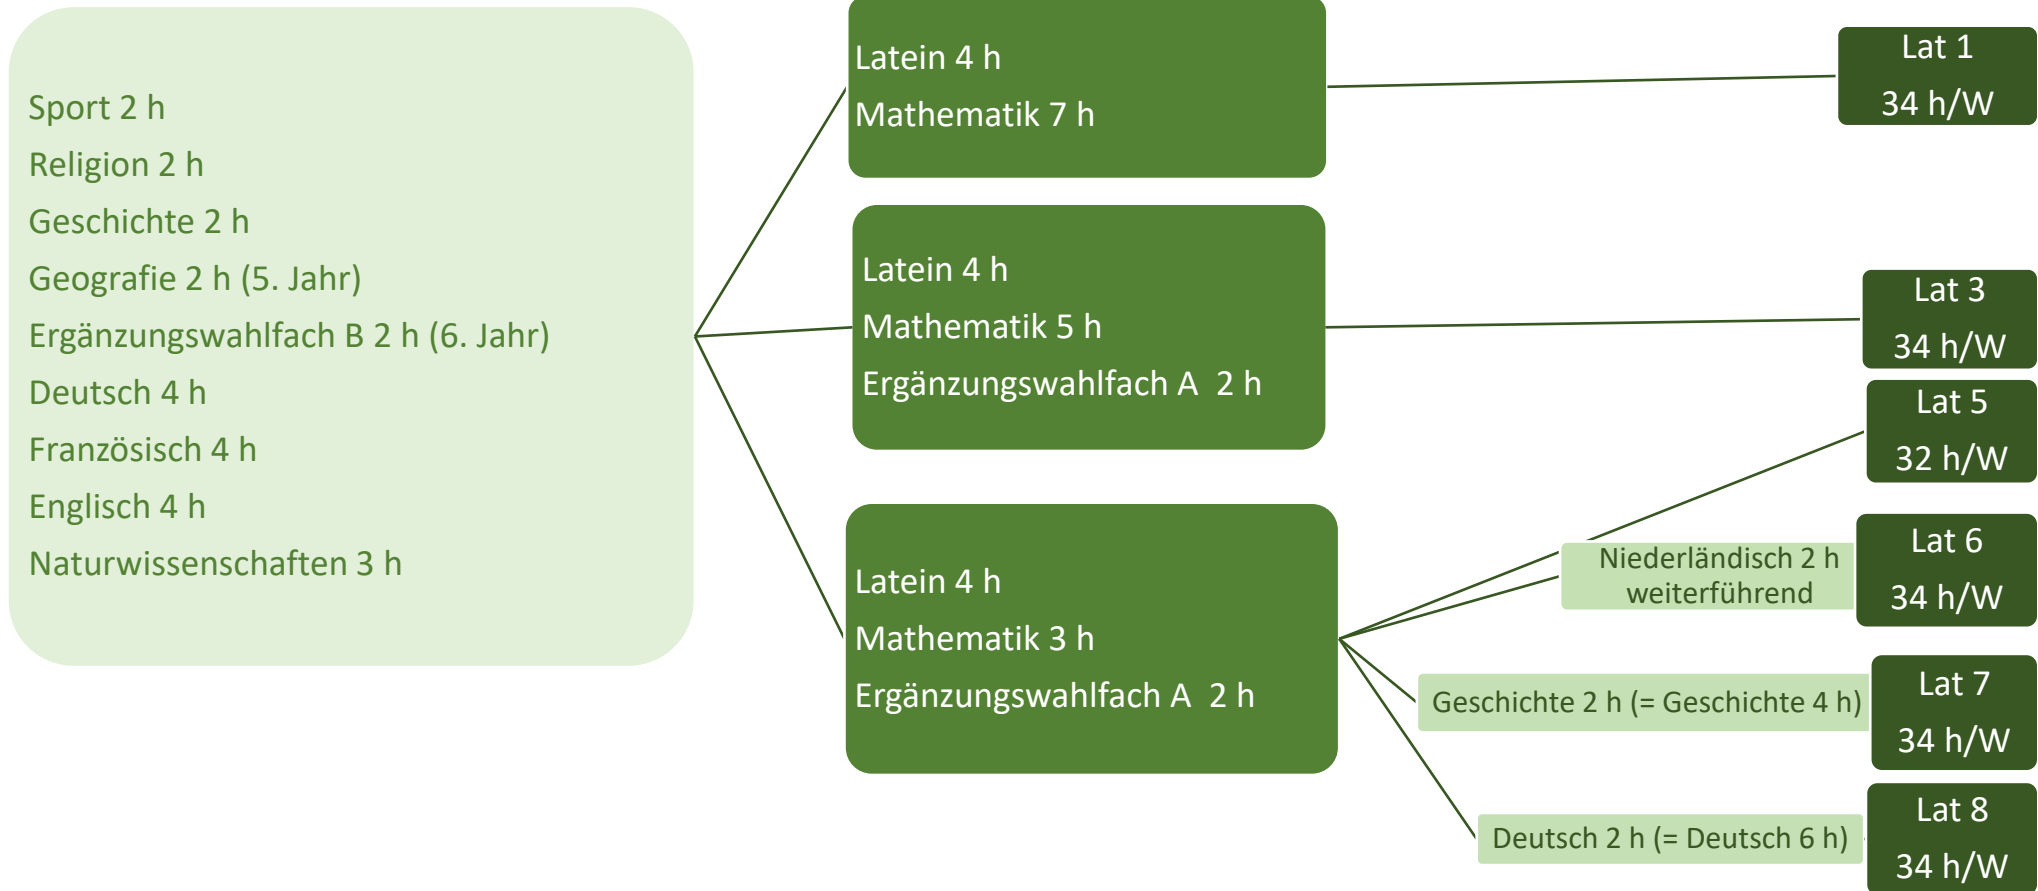 Sport 2 h
Religion 2 h
Geschichte 2 h
Geografie 2 h (5. Jahr)
Ergänzungswahlfach B 2 h (6. Jahr)
Deutsch 4 h
Französisch 4 h
Englisch 4 h
Naturwissenschaften 3 h
Latein 4 h
Mathematik 7 h
Lat 1
34 h/W
Latein 4 h
Mathematik 5 h
Ergänzungswahlfach A  2 h
Lat 3
34 h/W
Latein 4 h
Mathematik 3 h
Ergänzungswahlfach A  2 h
Lat 5
32 h/W
Niederländisch 2 h
weiterführend
Lat 6
34 h/W
Geschichte 2 h (= Geschichte 4 h)
Lat 7
34 h/W
Deutsch 2 h (= Deutsch 6 h)
Lat 8
34 h/W